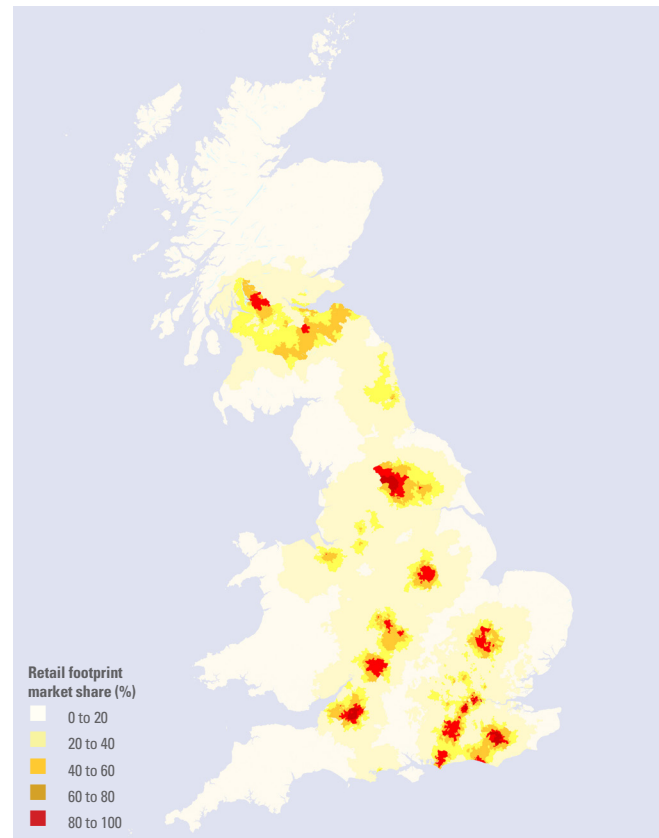 Retail footprint
market share (%)
0 to 20
20 to 40
40 to 60
60 to 80
80 to 100